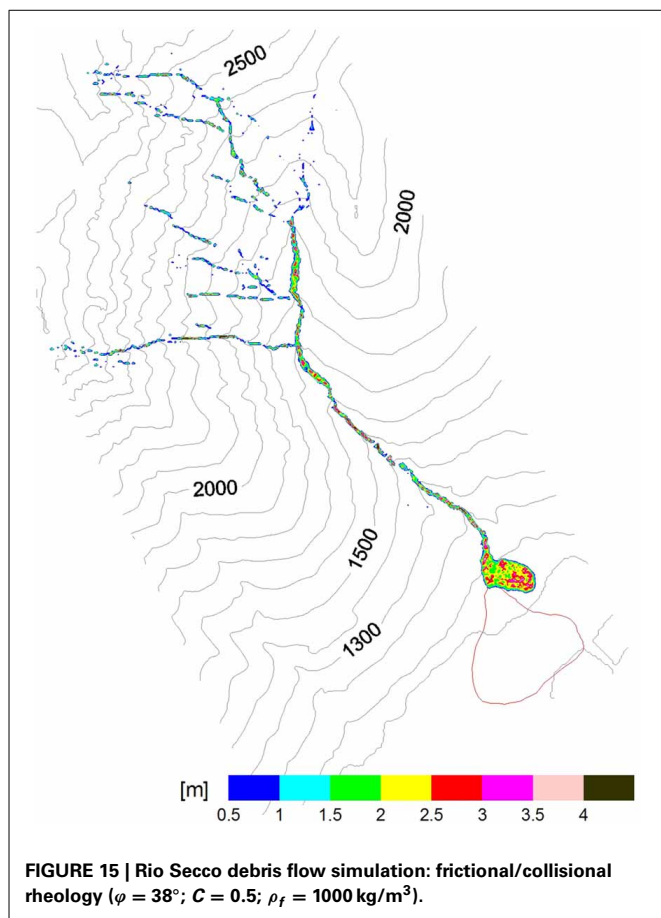 2500
2000
2000
1500
1300
[m]
0.5 1 1.5 2 2.5 3 3.5 4
FIGURE 15 | Rio Secco debris flow simulation: frictional/collisional
rheology (φ = 38°; C = 0.5; ρf = 1000 kg/m³).